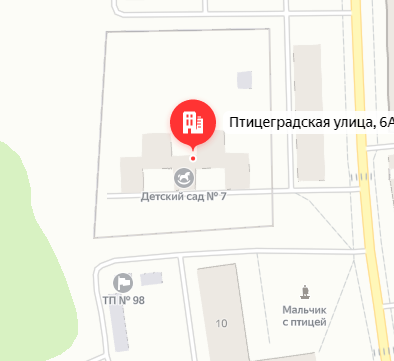 Птицеградская улица, 6А
Детский сад № 7
ТП № 98
10
Мальчик
с птицей